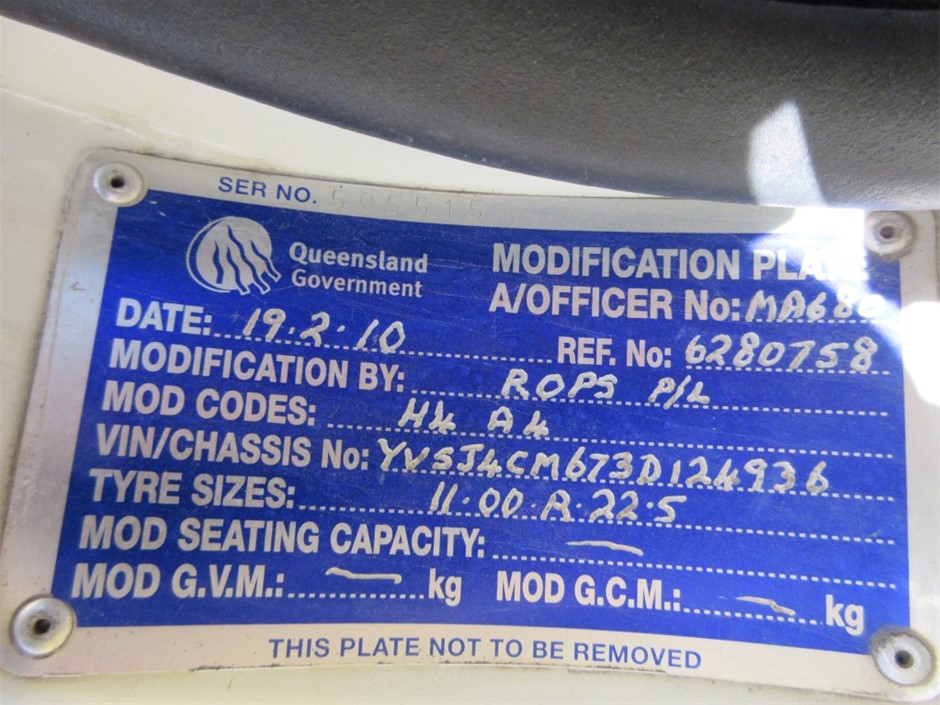 SER NO. 505515
Queensland Government
MODIFICATION PLATE
A/OFFICER No:
DATE: 19.2.10
REF. No: 6280758
MODIFICATION BY: ROPS P/L
MOD CODES: H4 A4
VIN/CHASSIS No: YVSJ4CM673D124936
TYRE SIZES: 11.00.R.22.5
MOD SEATING CAPACITY: —
MOD G.V.M.: — kg MOD G.C.M.: — kg
THIS PLATE NOT TO BE REMOVED